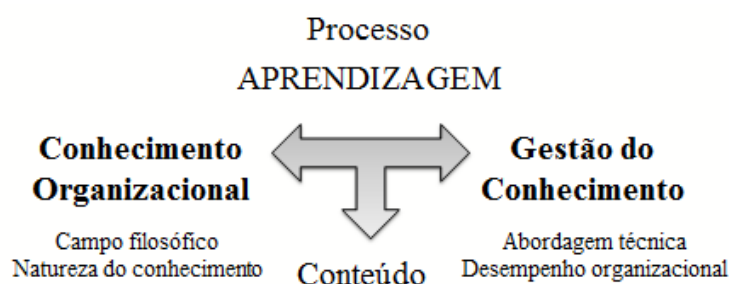 Processo
APRENDIZAGEM
Conhecimento
Organizacional
Campo filosófico
Natureza do conhecimento
Conteúdo
Gestão do
Conhecimento
Abordagem técnica
Desempenho organizacional